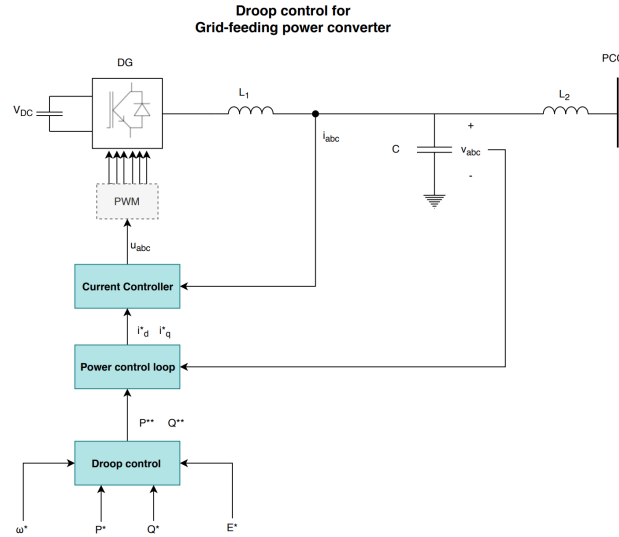 Droop control for
Grid-feeding power converter
DG
PCC
V_DC
L_1
L_2
i_abc
C
+
v_abc
-
PWM
u_abc
Current Controller
i*_d i*_q
Power control loop
P** Q**
Droop control
ω* P* Q* E*